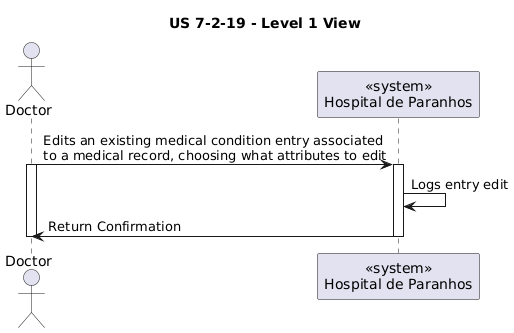 US 7-2-19 - Level 1 View
Doctor
«system»
Hospital de Paranhos
Edits an existing medical condition entry associated
to a medical record, choosing what attributes to edit
Logs entry edit
Return Confirmation
Doctor
«system»
Hospital de Paranhos